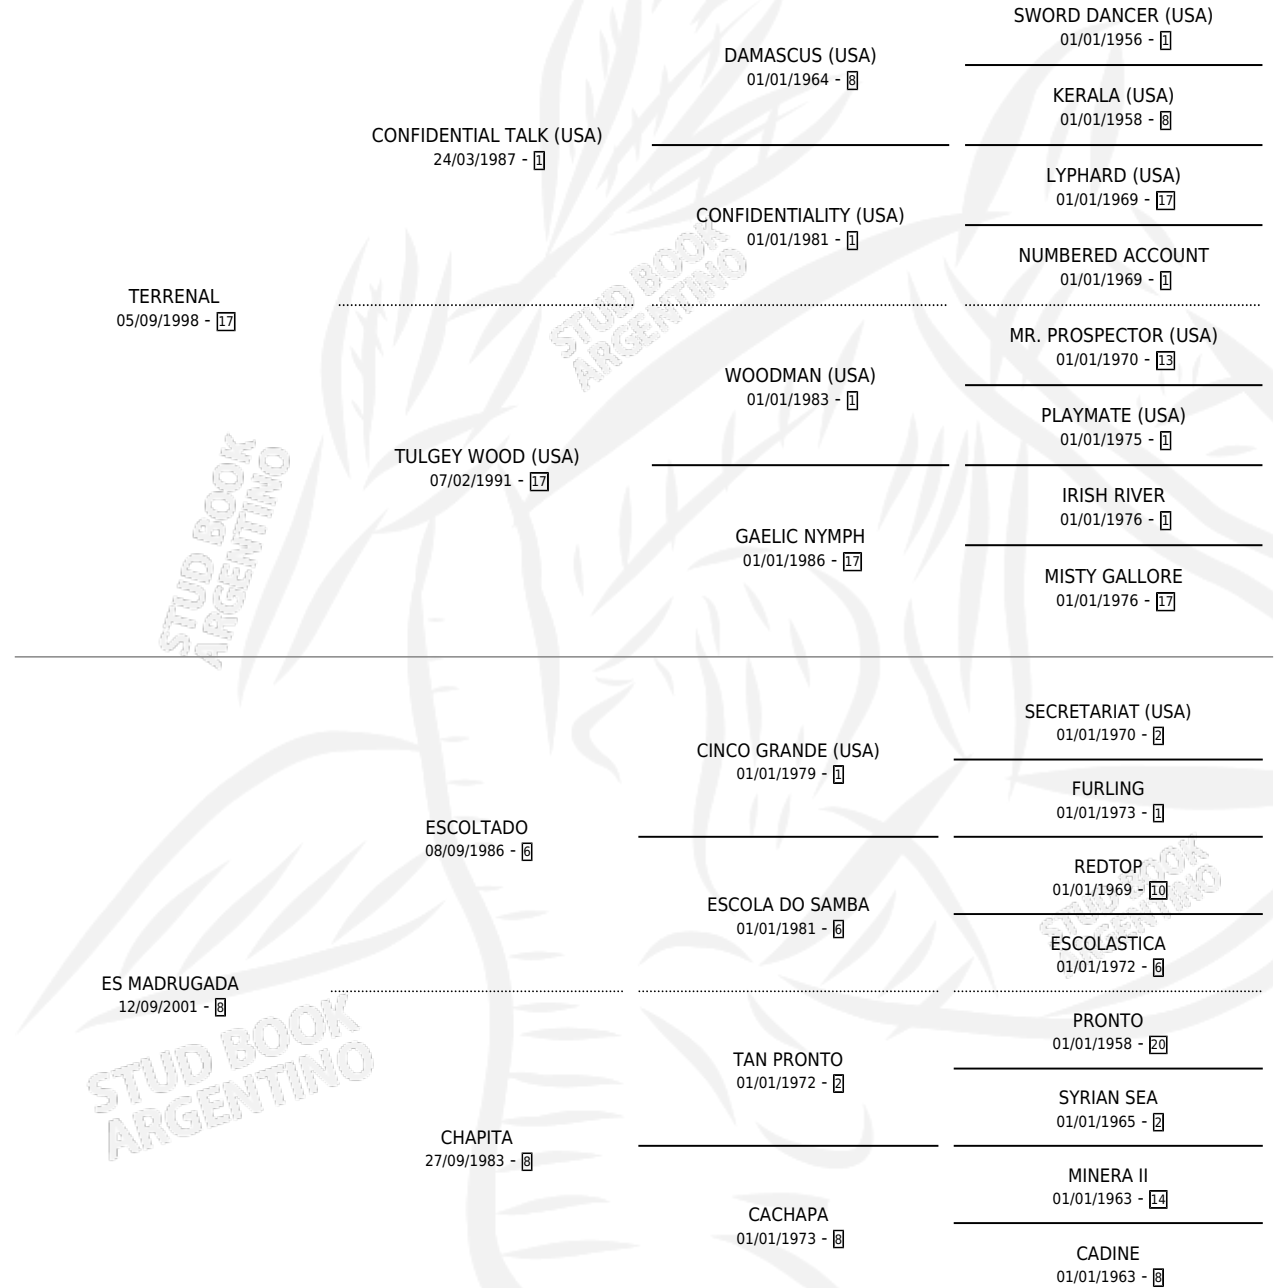 SWORD DANCER (USA)
01/01/1956 - 1
DAMASCUS (USA)
01/01/1964 - 8
KERALA (USA)
01/01/1958 - 8
CONFIDENTIAL TALK (USA)
24/03/1987 - 1
LYPHARD (USA)
01/01/1969 - 17
CONFIDENTIALITY (USA)
01/01/1981 - 1
NUMBERED ACCOUNT
01/01/1969 - 1
TERRENAL
05/09/1998 - 17
MR. PROSPECTOR (USA)
01/01/1970 - 13
WOODMAN (USA)
01/01/1983 - 1
PLAYMATE (USA)
01/01/1975 - 1
TULGEY WOOD (USA)
07/02/1991 - 17
IRISH RIVER
01/01/1976 - 1
GAELIC NYMPH
01/01/1986 - 17
MISTY GALLORE
01/01/1976 - 17
STUD BOOK
ARGENTINO
STUD BOOK
ARGENTINO
SECRETARIAT (USA)
01/01/1970 - 2
CINCO GRANDE (USA)
01/01/1979 - 1
FURLING
01/01/1973 - 1
ESCOLTADO
08/09/1986 - 6
REDTOP
01/01/1969 - 10
ESCOLA DO SAMBA
01/01/1981 - 6
ESCOLASTICA
01/01/1972 - 6
ES MADRUGADA
12/09/2001 - 8
PRONTO
01/01/1958 - 20
TAN PRONTO
01/01/1972 - 2
SYRIAN SEA
01/01/1965 - 2
CHAPITA
27/09/1983 - 8
MINERA II
01/01/1963 - 14
CACHAPA
01/01/1973 - 8
CADINE
01/01/1963 - 8
STUD BOOK
ARGENTINO
STUD BOOK
ARGENTINO